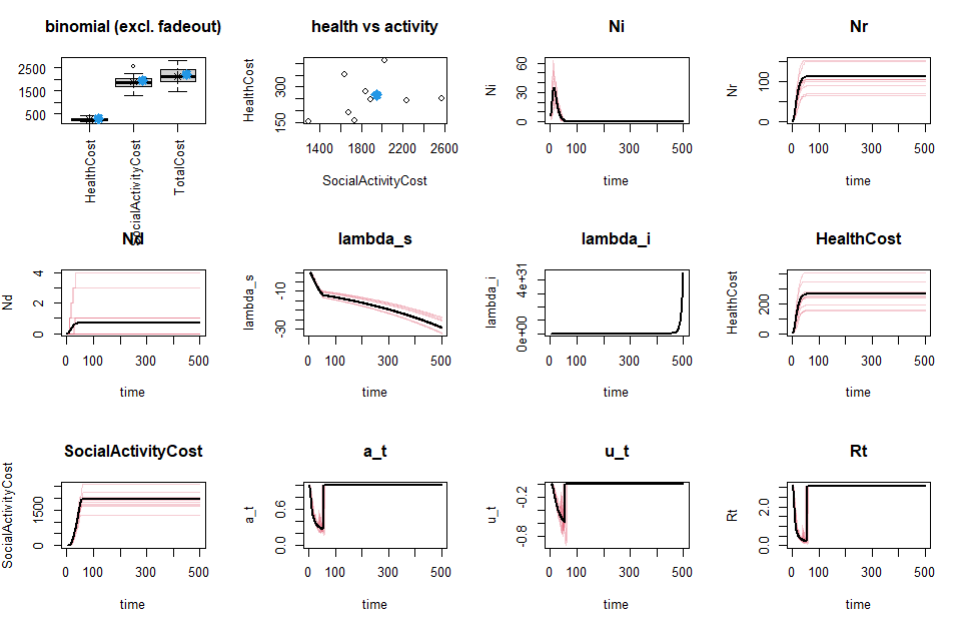 binomial (excl. fadeout)
2500
1500
500
HealthCost
SocialActivityCost
TotalCost
health vs activity
HealthCost
300
150
1400 1800 2200 2600
SocialActivityCost
Ni
Ni
60
30
0
0 100 300 500
time
Nr
Nr
100
0
0 100 300 500
time
Nd
Nd
4
2
0
0 100 300 500
time
lambda_s
lambda_s
-10
-30
0 100 300 500
time
lambda_i
lambda_i
4e+31
0e+00
0 100 300 500
time
HealthCost
HealthCost
200
0
0 100 300 500
time
SocialActivityCost
SocialActivityCost
1500
0
0 100 300 500
time
a_t
a_t
0.6
0.0
0 100 300 500
time
u_t
u_t
-0.2
-0.8
0 100 300 500
time
Rt
Rt
2.0
0.0
0 100 300 500
time